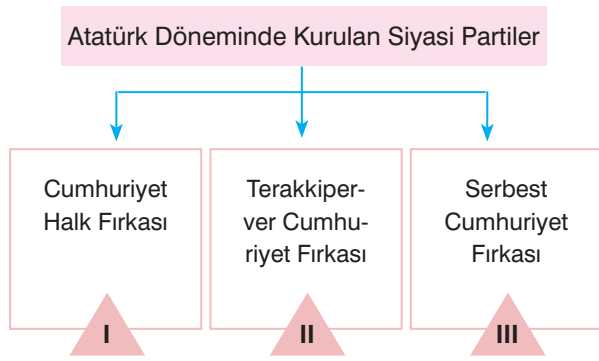 Atatürk Döneminde Kurulan Siyasi Partiler
Cumhuriyet
Halk Fırkası
I
Terakkiper-
ver Cumhu-
riyet Fırkası
II
Serbest
Cumhuriyet
Fırkası
III